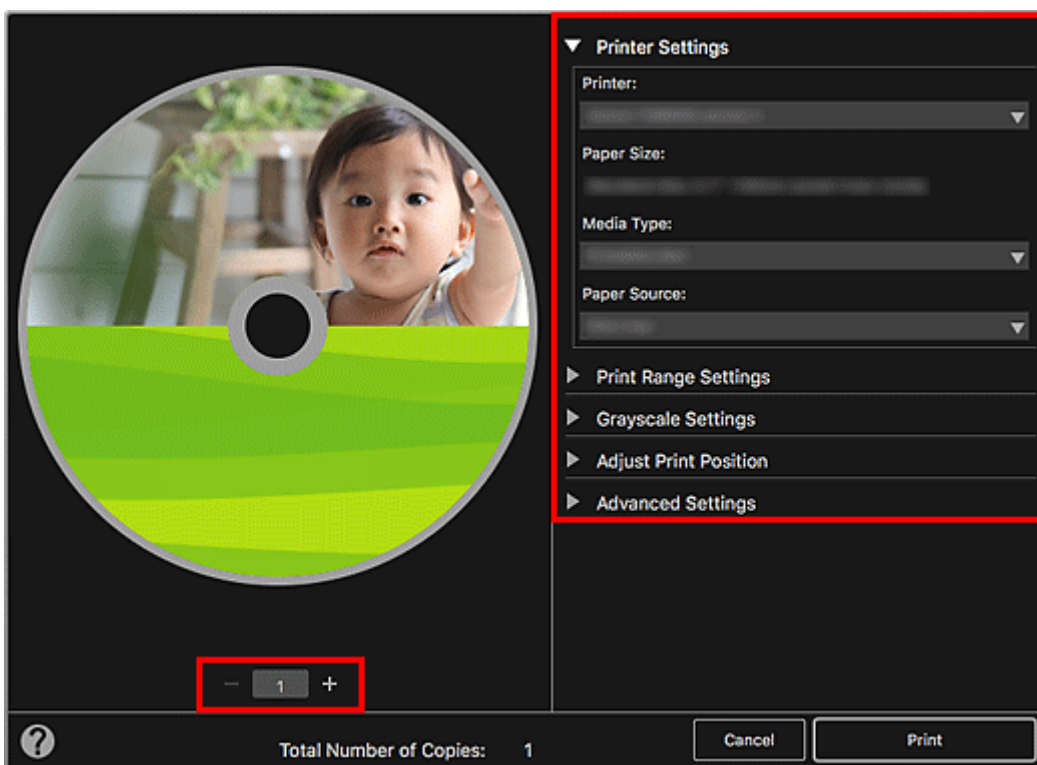 Printer Settings
Printer:
Paper Size:
Media Type:
Paper Source:
Print Range Settings
Grayscale Settings
Adjust Print Position
Advanced Settings
− 1 +
?
Total Number of Copies: 1
Cancel
Print